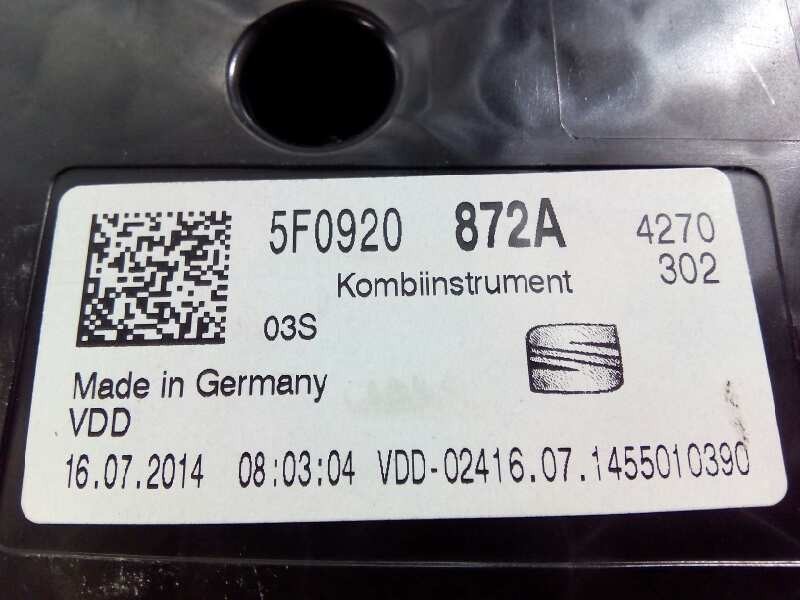 5F0920 872A 4270
Kombiinstrument 302
03S
Made in Germany
VDD
16.07.2014 08:03:04 VDD-02416.07.1455010390